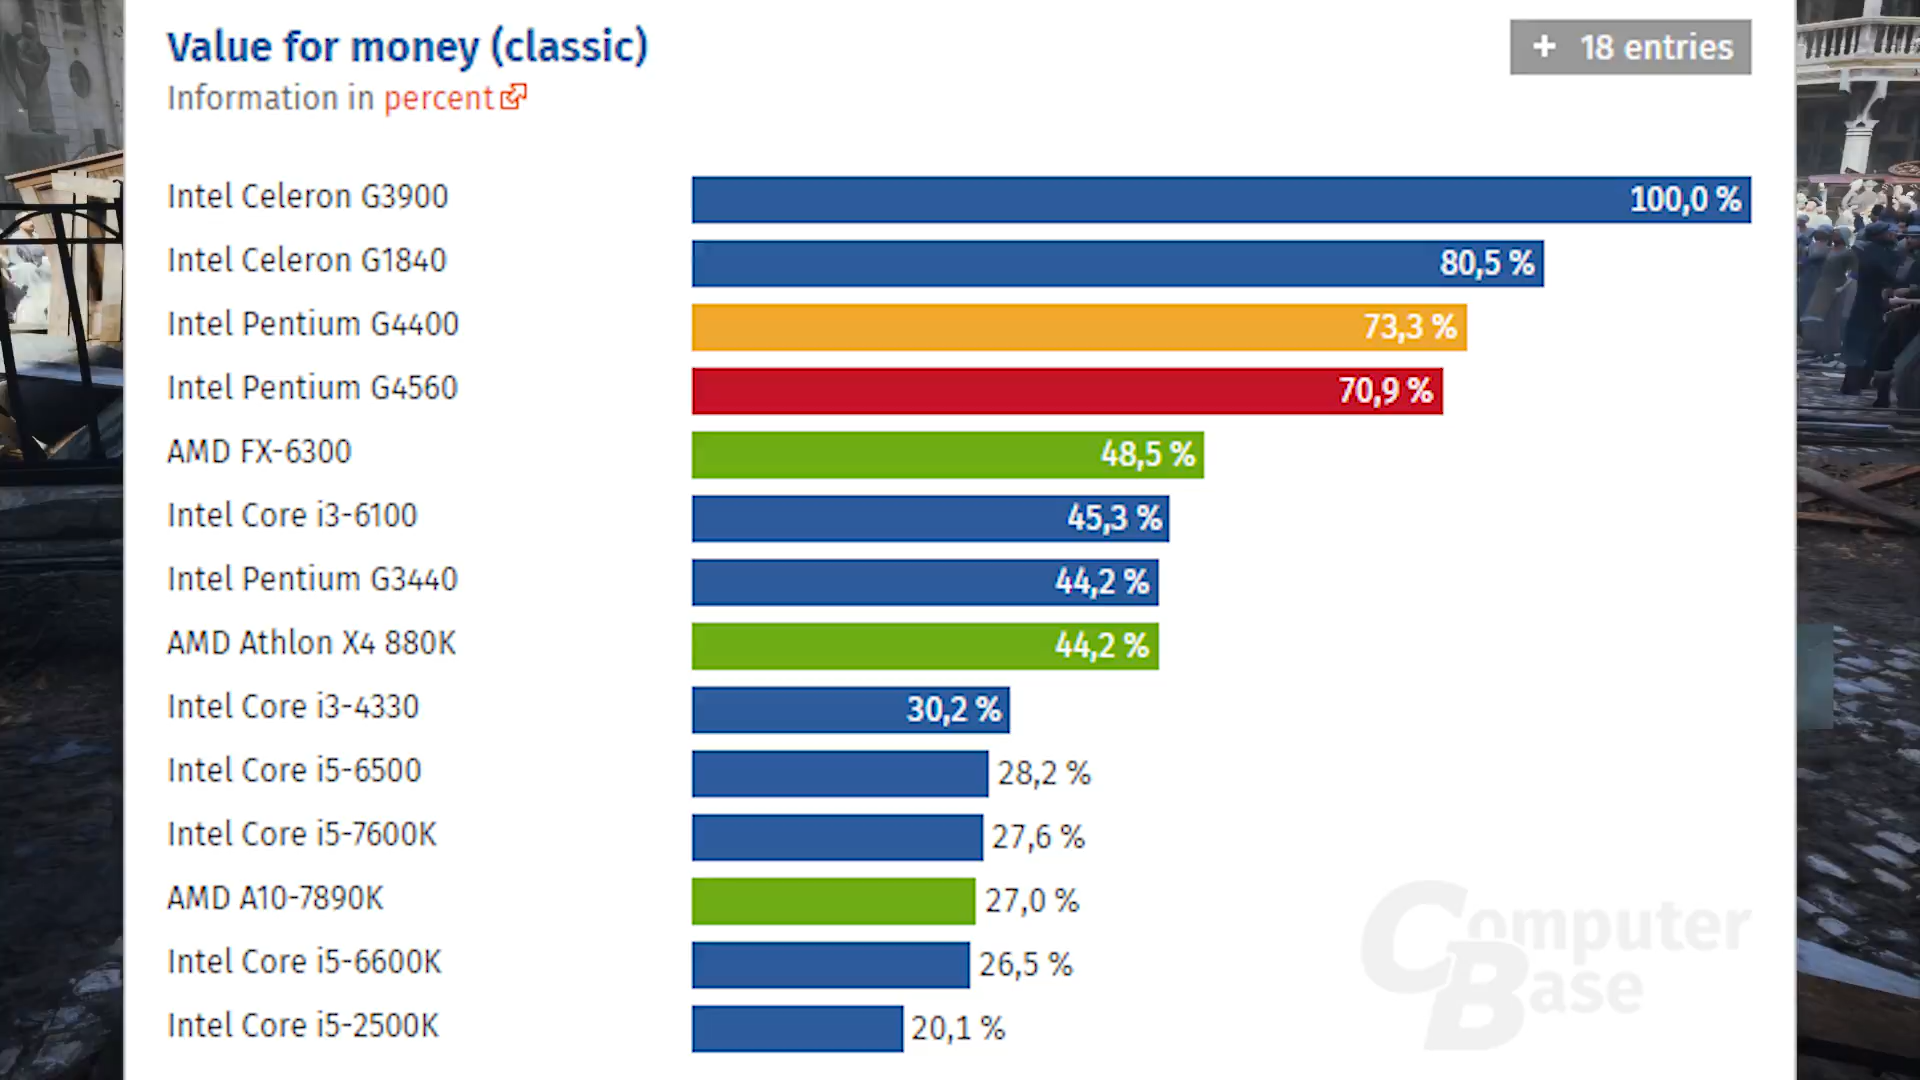 Value for money (classic)
+ 18 entries
Information in percent
Intel Celeron G3900 100,0 %
Intel Celeron G1840 80,5 %
Intel Pentium G4400 73,3 %
Intel Pentium G4560 70,9 %
AMD FX-6300 48,5 %
Intel Core i3-6100 45,3 %
Intel Pentium G3440 44,2 %
AMD Athlon X4 880K 44,2 %
Intel Core i3-4330 30,2 %
Intel Core i5-6500 28,2 %
Intel Core i5-7600K 27,6 %
AMD A10-7890K 27,0 %
Intel Core i5-6600K 26,5 %
Intel Core i5-2500K 20,1 %
Computer
Base